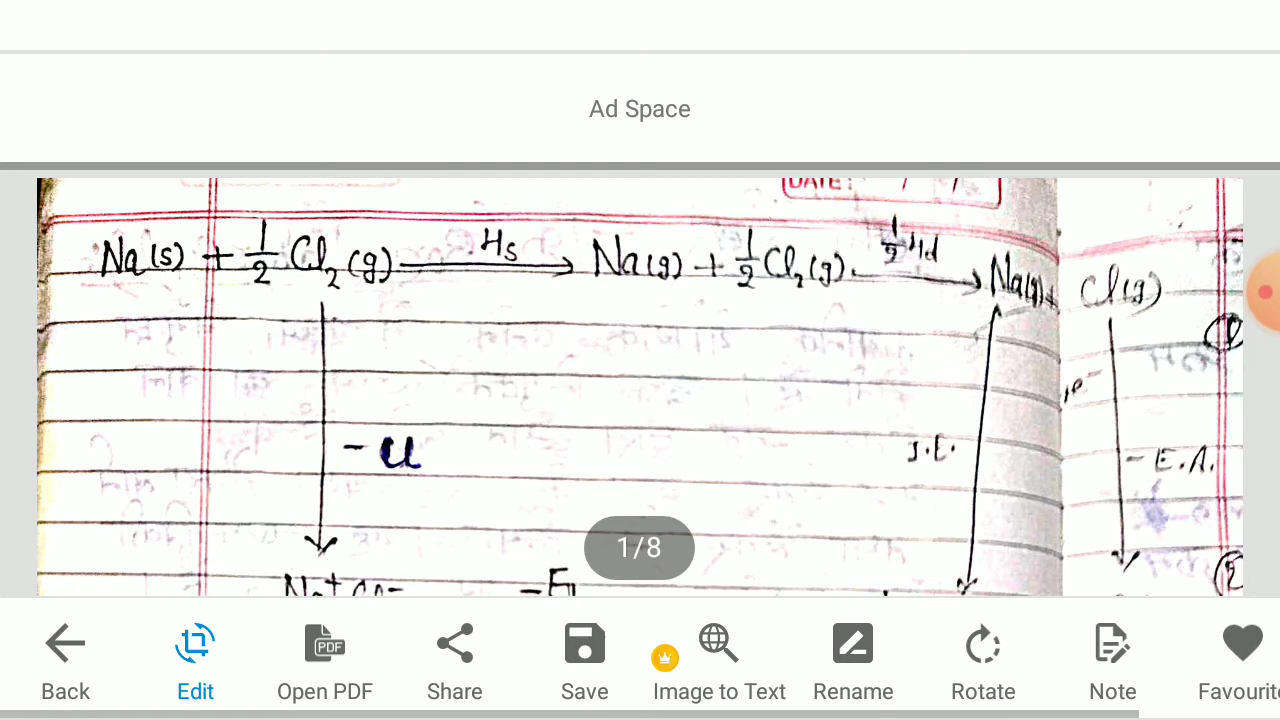 Ad Space
DATE: / /
Na(s) + 1/2 Cl2(g) → Hs Na(g) + 1/2 Cl2(g) → 1/2 Hd Na(g) + Cl(g)
- u
I.E.
- E.A.
1/8
Back Edit Open PDF Share Save Image to Text Rename Rotate Note Favourite